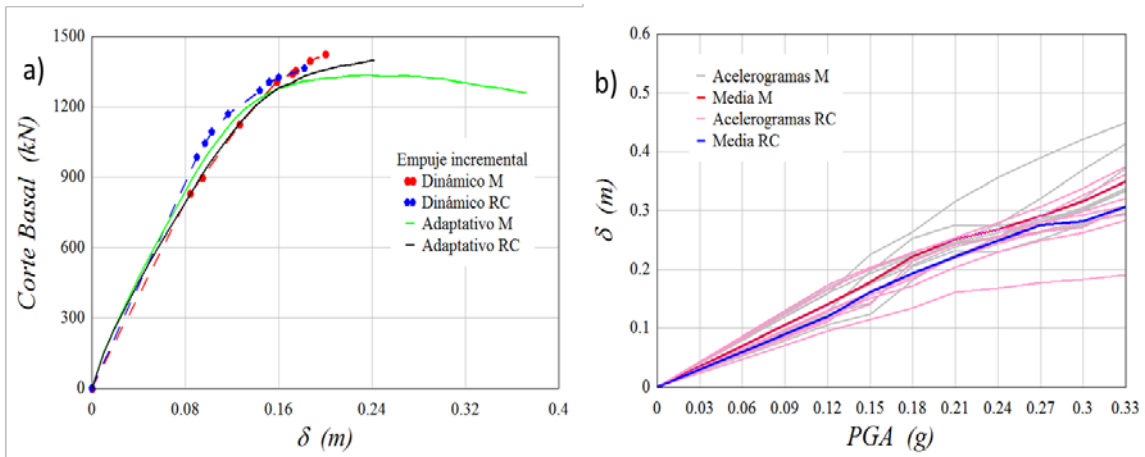 a)
1500
1200
900
600
300
0
Corte Basal (kN)
0
0.08
0.16
0.24
0.32
0.4
δ (m)
Empuje incremental
Dinámico M
Dinámico RC
Adaptativo M
Adaptativo RC
b)
0.6
0.5
0.4
0.3
0.2
0.1
0
δ (m)
0
0.03
0.06
0.09
0.12
0.15
0.18
0.21
0.24
0.27
0.3
0.33
PGA (g)
Acelerogramas M
Media M
Acelerogramas RC
Media RC